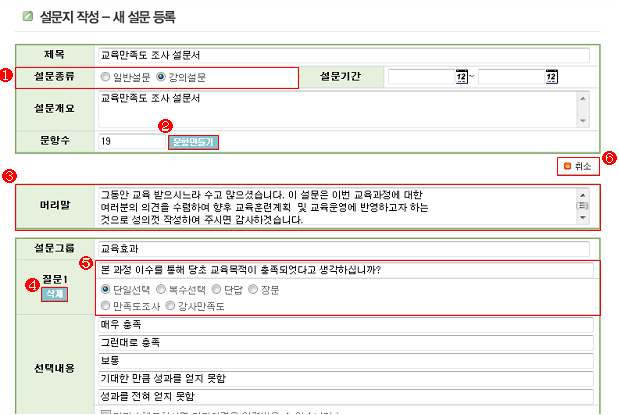 설문지 작성 – 새 설문 등록
제목 교육만족도 조사 설문서
1 설문종류 일반설문 강의설문 설문기간 12 ~ 12
설문개요 교육만족도 조사 설문서
2
문항수 19 문항만들기
6 취소
3
머리말 그동안 교육 받으시느라 수고 많으셨습니다. 이 설문은 이번 교육과정에 대한
여러분의 의견을 수렴하여 향후 교육훈련계획 및 교육운영에 반영하고자 하는
것으로 성의껏 작성하여 주시면 감사하겠습니다.
설문그룹 교육효과
5
질문1 본 과정 이수를 통해 당초 교육목적이 충족되었다고 생각하십니까?
4 삭제 단일선택 복수선택 단답 장문
만족도조사 강사만족도
선택내용 매우 충족
그런대로 충족
보통
기대한 만큼 성과를 얻지 못함
성과를 전혀 얻지 못함